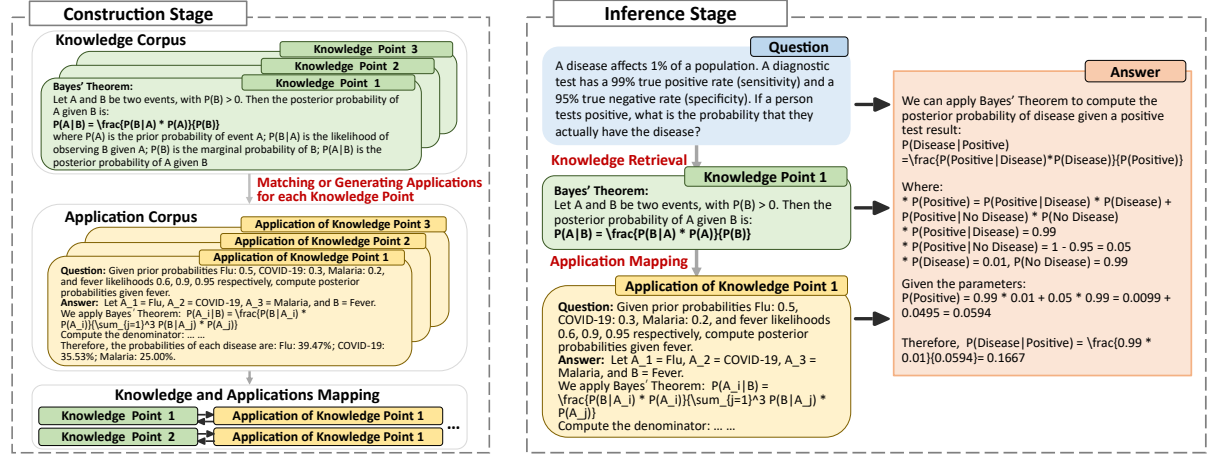 Construction Stage
Knowledge Corpus
Knowledge Point 3
Knowledge Point 2
Knowledge Point 1
Bayes' Theorem:
Let A and B be two events, with P(B) > 0. Then the posterior probability of
A given B is:
P(A|B) = \frac{P(B|A) * P(A)}{P(B)}
where P(A) is the prior probability of event A; P(B|A) is the likelihood of
observing B given A; P(B) is the marginal probability of B; P(A|B) is the
posterior probability of A given B
Matching or Generating Applications
for each Knowledge Point
Application Corpus
Application of Knowledge Point 3
Application of Knowledge Point 2
Application of Knowledge Point 1
Question: Given prior probabilities Flu: 0.5, COVID-19: 0.3, Malaria: 0.2,
and fever likelihoods 0.6, 0.9, 0.95 respectively, compute posterior
probabilities given fever.
Answer: Let A_1 = Flu, A_2 = COVID-19, A_3 = Malaria, and B = Fever.
We apply Bayes' Theorem: P(A_i|B) = \frac{P(B|A_i) *
P(A_i)}{\sum_{j=1}^3 P(B|A_j) * P(A_j)}
Compute the denominator: ... ...
Therefore, the probabilities of each disease are: Flu: 39.47%; COVID-19:
35.53%; Malaria: 25.00%.
Knowledge and Applications Mapping
Knowledge Point 1
Application of Knowledge Point 1
Knowledge Point 2
Application of Knowledge Point 1
...
Inference Stage
Question
A disease affects 1% of a population. A diagnostic
test has a 99% true positive rate (sensitivity) and a
95% true negative rate (specificity). If a person
tests positive, what is the probability that they
actually have the disease?
Knowledge Retrieval
Knowledge Point 1
Bayes' Theorem:
Let A and B be two events, with P(B) > 0. Then the
posterior probability of A given B is:
P(A|B) = \frac{P(B|A) * P(A)}{P(B)}
Application Mapping
Application of Knowledge Point 1
Question: Given prior probabilities Flu: 0.5,
COVID-19: 0.3, Malaria: 0.2, and fever likelihoods
0.6, 0.9, 0.95 respectively, compute posterior
probabilities given fever.
Answer: Let A_1 = Flu, A_2 = COVID-19, A_3 =
Malaria, and B = Fever.
We apply Bayes' Theorem: P(A_i|B) =
\frac{P(B|A_i) * P(A_i)}{\sum_{j=1}^3 P(B|A_j) *
P(A_j)}
Compute the denominator: ... ...
Answer
We can apply Bayes' Theorem to compute the
posterior probability of disease given a positive
test result:
P(Disease|Positive)
=\frac{P(Positive|Disease)*P(Disease)}{P(Positive)}
Where:
* P(Positive) = P(Positive|Disease) * P(Disease) +
P(Positive|No Disease) * P(No Disease)
* P(Positive|Disease) = 0.99
* P(Positive|No Disease) = 1 - 0.95 = 0.05
* P(Disease) = 0.01, P(No Disease) = 0.99
Given the parameters:
P(Positive) = 0.99 * 0.01 + 0.05 * 0.99 = 0.0099 +
0.0495 = 0.0594
Therefore, P(Disease|Positive) = \frac{0.99 *
0.01}{0.0594}= 0.1667